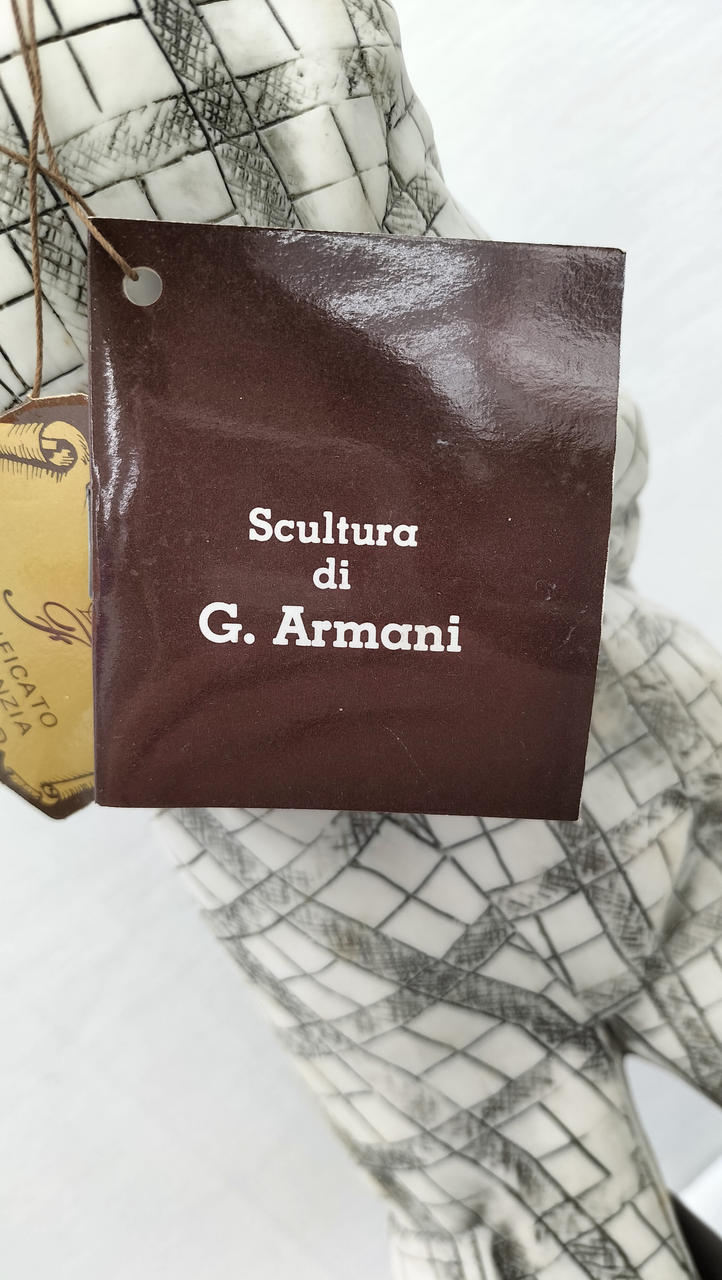 Scultura
di
G. Armani